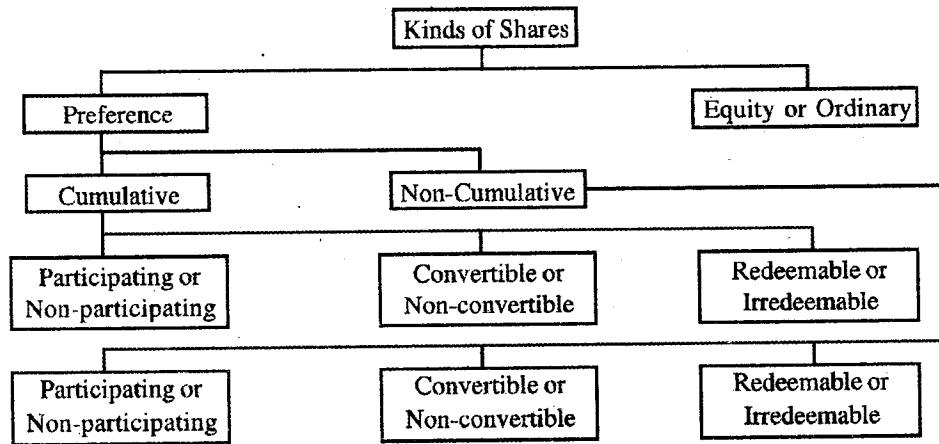 Kinds of Shares
Preference
Equity or Ordinary
Cumulative
Non-Cumulative
Participating or
Non-participating
Convertible or
Non-convertible
Redeemable or
Irredeemable
Participating or
Non-participating
Convertible or
Non-convertible
Redeemable or
Irredeemable